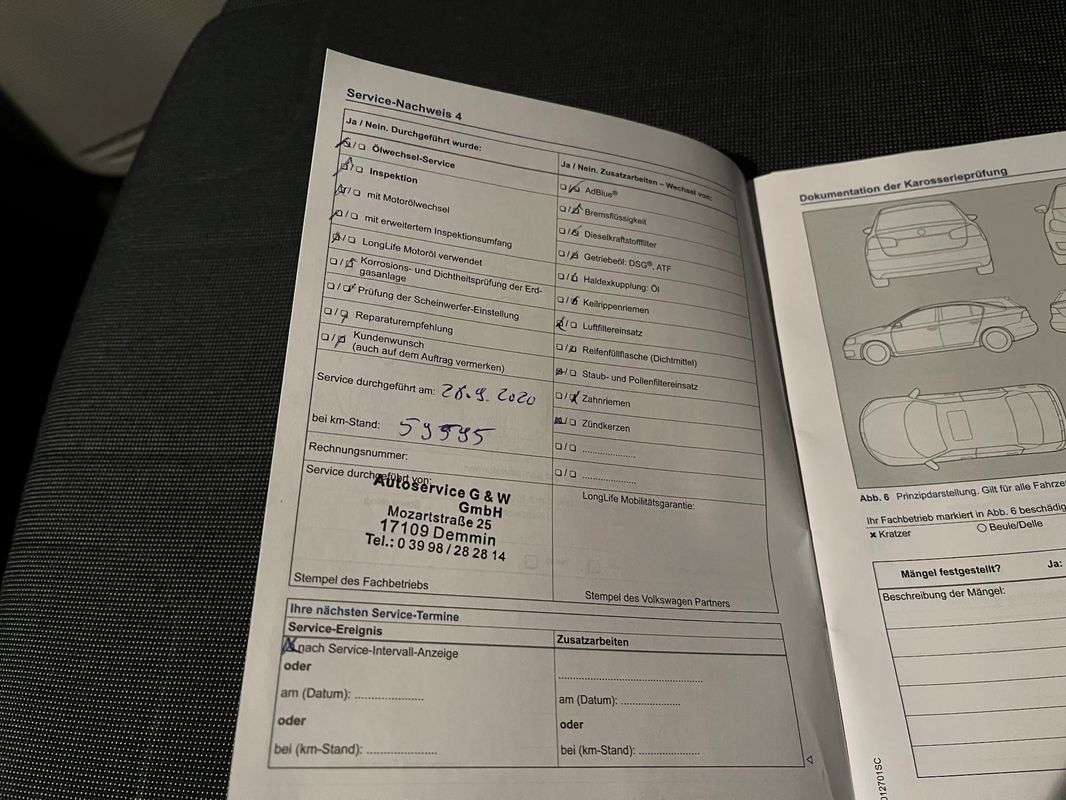 Service-Nachweis 4
Ja / Nein. Durchgeführt wurde:
Ölwechsel-Service
Inspektion
mit Motorölwechsel
mit erweitertem Inspektionsumfang
LongLife Motoröl verwendet
Korrosions- und Dichtheitsprüfung der Erd-
gasanlage
Prüfung der Scheinwerfer-Einstellung
Reparaturempfehlung
Kundenwunsch
(auch auf dem Auftrag vermerken)
Service durchgeführt am: 28.9.2020
bei km-Stand: 59995
Rechnungsnummer:
Service durchgeführt von:
Autoservice G & W
GmbH
Mozartstraße 25
17109 Demmin
Tel.: 0 39 98 / 28 28 14
Stempel des Fachbetriebs
Ja / Nein. Zusatzarbeiten – Wechsel von:
AdBlue®
Bremsflüssigkeit
Dieselkraftstofffilter
Getriebeöl: DSG®, ATF
Haldexkupplung: Öl
Keilrippenriemen
Luftfiltereinsatz
Reifenfüllflasche (Dichtmittel)
Staub- und Pollenfiltereinsatz
Zahnriemen
Zündkerzen
LongLife Mobilitätsgarantie:
Stempel des Volkswagen Partners
Ihre nächsten Service-Termine
Service-Ereignis
nach Service-Intervall-Anzeige
oder
am (Datum): ....................
oder
bei (km-Stand): ....................
Zusatzarbeiten
am (Datum): ....................
oder
bei (km-Stand): ....................
Dokumentation der Karosserieprüfung
Abb. 6 Prinzipdarstellung. Gilt für alle
Ihr Fachbetrieb markiert in Abb. 6
Kratzer
Beule/Delle
Mängel festgestellt? Ja:
Beschreibung der Mängel:
012701SC